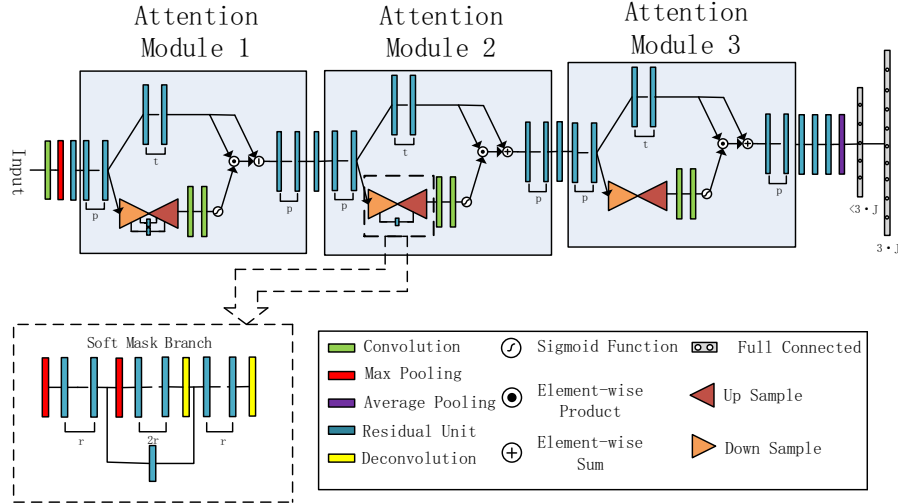 Attention
Module 1
Attention
Module 2
Attention
Module 3
Input
t
t
t
p
p
p
p
p
p
<3·J
3·J
Soft Mask Branch
r
2r
r
Convolution
Max Pooling
Average Pooling
Residual Unit
Deconvolution
Sigmoid Function
Element-wise
Product
Element-wise
Sum
Full Connected
Up Sample
Down Sample